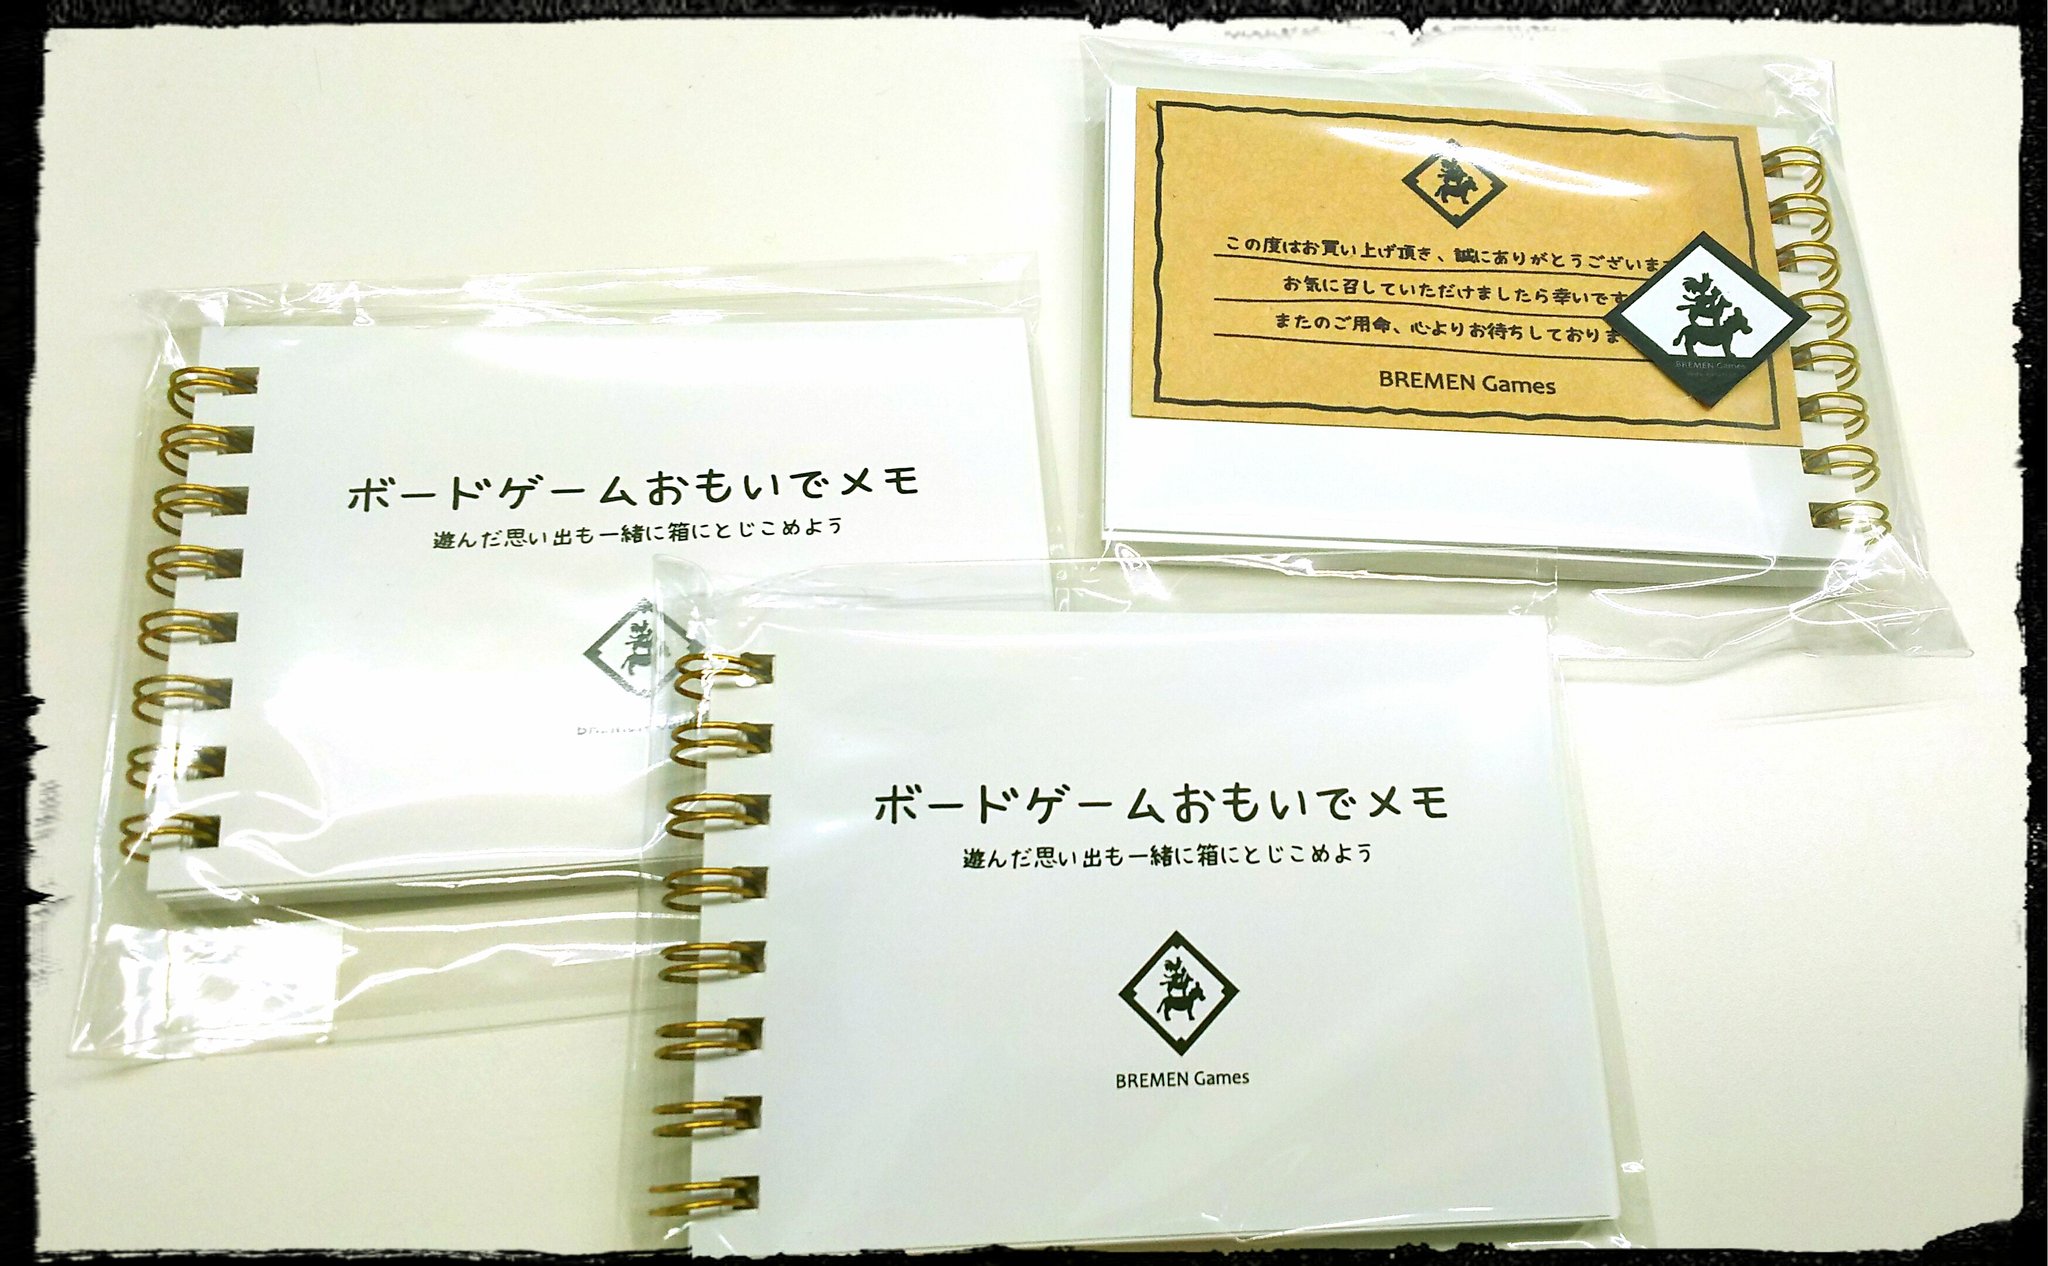 ボードゲームおもいでメモ
遊んだ思い出も一緒に箱にとじこめよう
この度はお買い上げ頂き、誠にありがとうございま
お気に召していただけましたら幸いです
またのご用命、心よりお待ちしておりま
BREMEN Games
BREMEN Games
ボードゲームおもいでメモ
遊んだ思い出も一緒に箱にとじこめよう
BREMEN Games